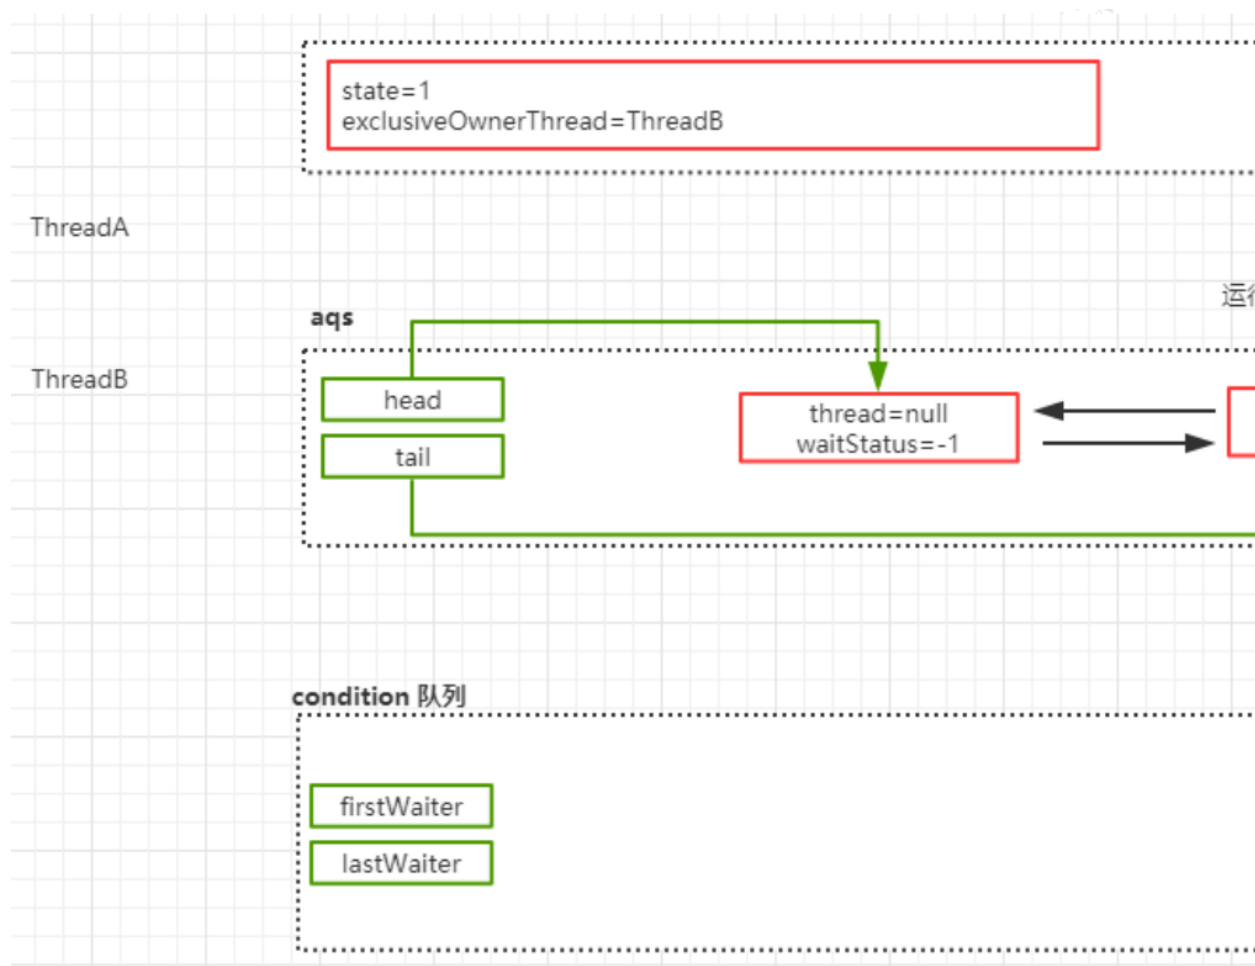 state=1
exclusiveOwnerThread=ThreadB
ThreadA
aqs
ThreadB
head
tail
thread=null
waitStatus=-1
condition 队列
firstWaiter
lastWaiter